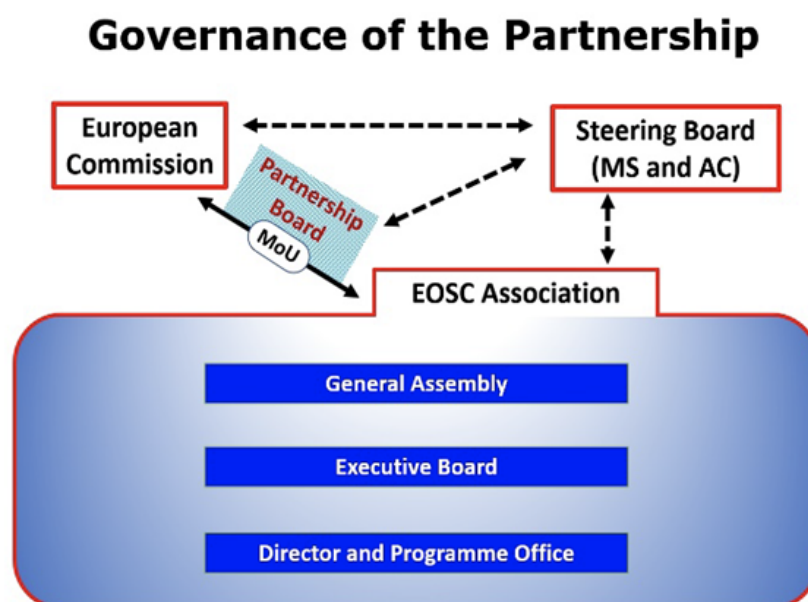 Governance of the Partnership
European
Commission
Steering Board
(MS and AC)
Partnership
Board
MoU
EOSC Association
General Assembly
Executive Board
Director and Programme Office